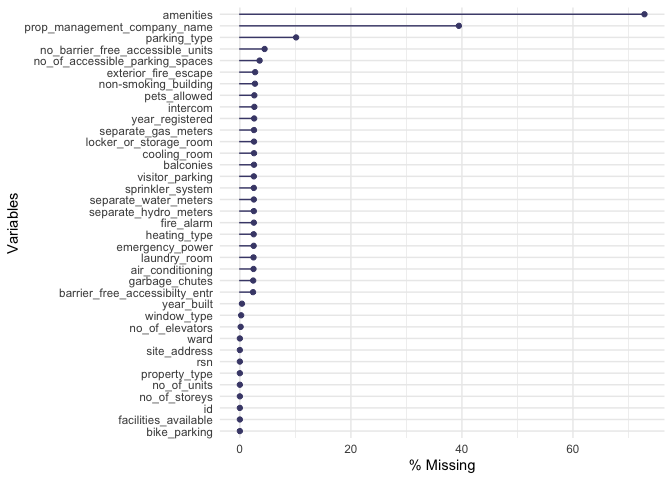 amenities
prop_management_company_name
parking_type
no_barrier_free_accessible_units
no_of_accessible_parking_spaces
exterior_fire_escape
non-smoking_building
pets_allowed
intercom
year_registered
separate_gas_meters
locker_or_storage_room
cooling_room
balconies
visitor_parking
sprinkler_system
separate_water_meters
separate_hydro_meters
fire_alarm
heating_type
emergency_power
laundry_room
air_conditioning
garbage_chutes
barrier_free_accessibilty_entr
year_built
window_type
no_of_elevators
ward
site_address
rsn
property_type
no_of_units
no_of_storeys
id
facilities_available
bike_parking
Variables
0 20 40 60
% Missing